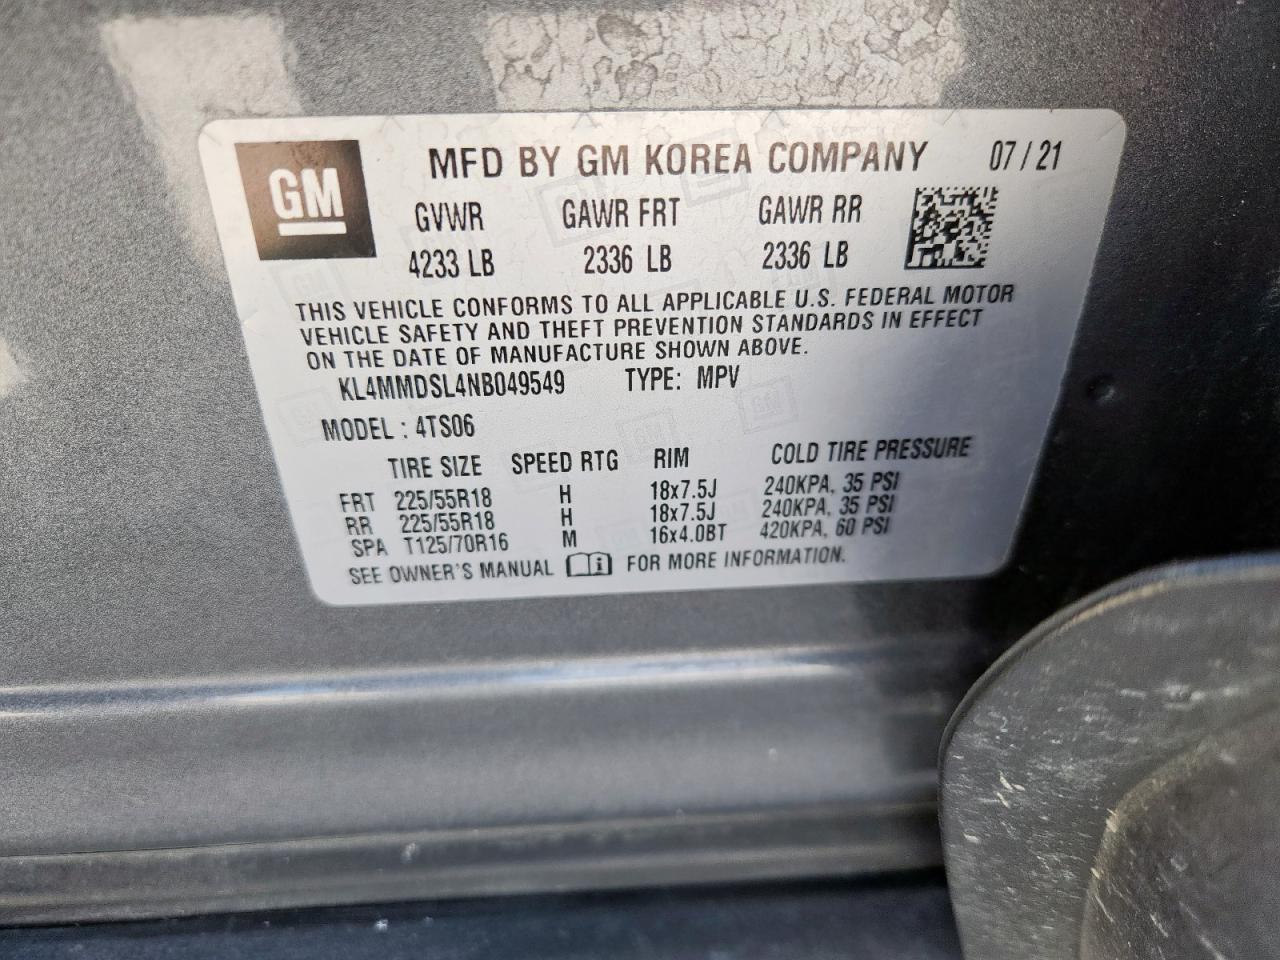 GM
MFD BY GM KOREA COMPANY 07/21
GVWR GAWR FRT GAWR RR
4233 LB 2336 LB 2336 LB
THIS VEHICLE CONFORMS TO ALL APPLICABLE U.S. FEDERAL MOTOR
VEHICLE SAFETY AND THEFT PREVENTION STANDARDS IN EFFECT
ON THE DATE OF MANUFACTURE SHOWN ABOVE.
KL4MMDSL4NB049549 TYPE: MPV
MODEL : 4TS06
TIRE SIZE SPEED RTG RIM COLD TIRE PRESSURE
FRT 225/55R18 H 18x7.5J 240KPA, 35 PSI
RR 225/55R18 H 18x7.5J 240KPA, 35 PSI
SPA T125/70R16 M 16x4.0BT 420KPA, 60 PSI
SEE OWNER'S MANUAL FOR MORE INFORMATION.